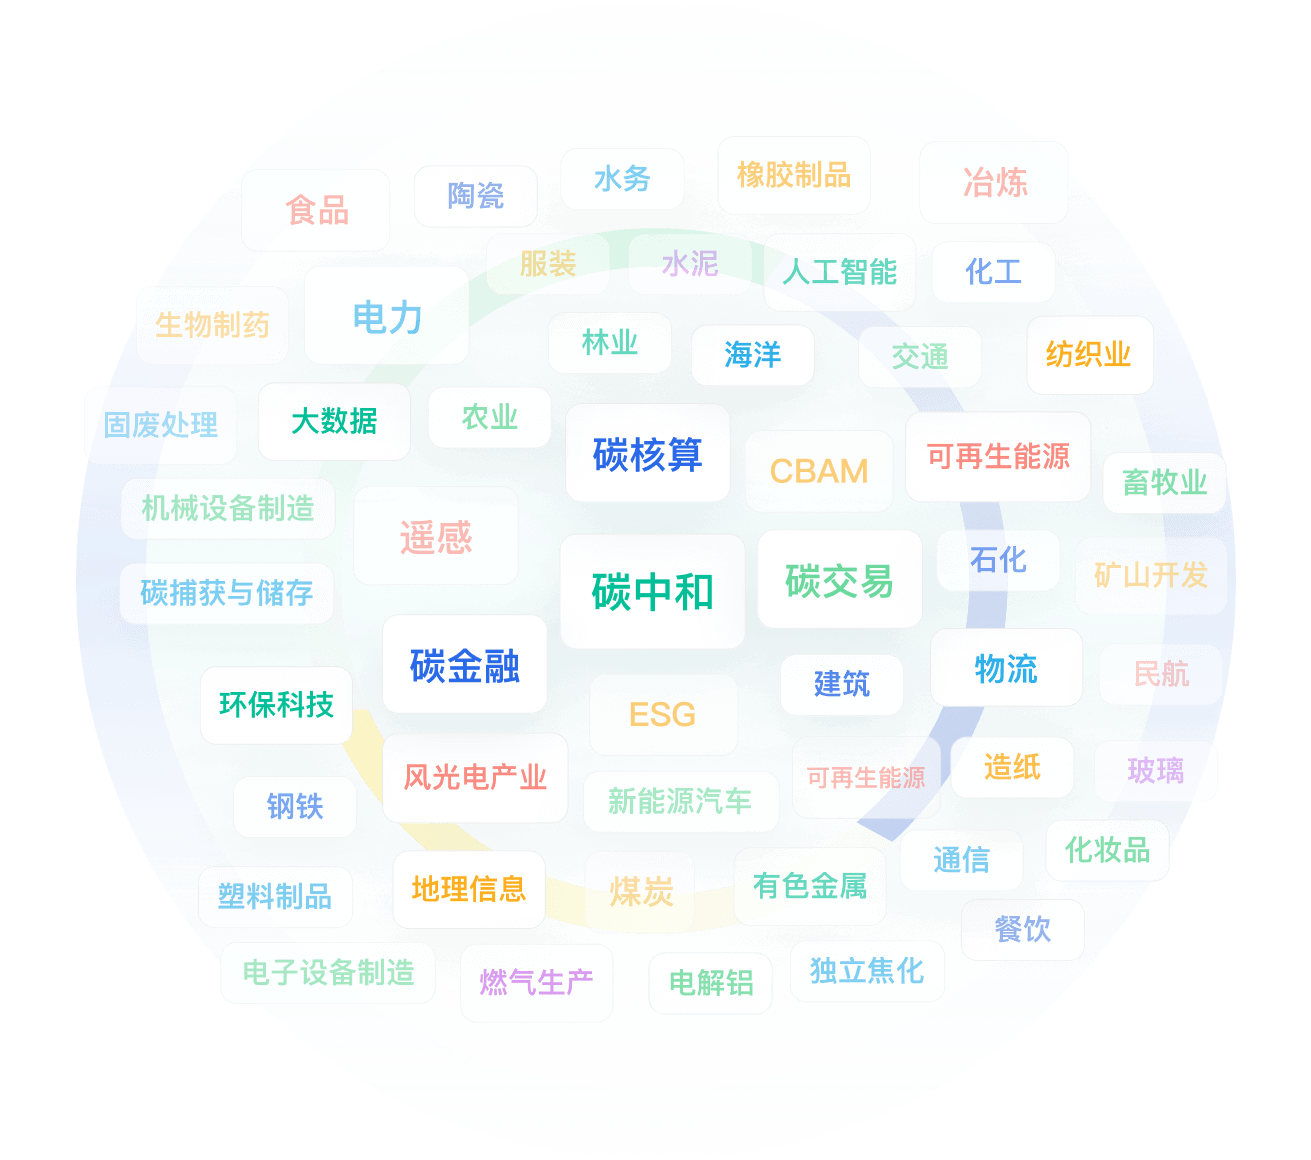 橡胶制品
水务
冶炼
陶瓷
食品
服装
水泥
人工智能
化工
电力
生物制药
林业
海洋
交通
纺织业
农业
大数据
固废处理
碳核算
CBAM
可再生能源
畜牧业
机械设备制造
遥感
石化
矿山开发
碳捕获与储存
碳中和
碳交易
碳金融
建筑
物流
民航
环保科技
ESG
风光电产业
可再生能源
造纸
玻璃
钢铁
新能源汽车
通信
化妆品
塑料制品
地理信息
煤炭
有色金属
餐饮
电子设备制造
燃气生产
电解铝
独立焦化